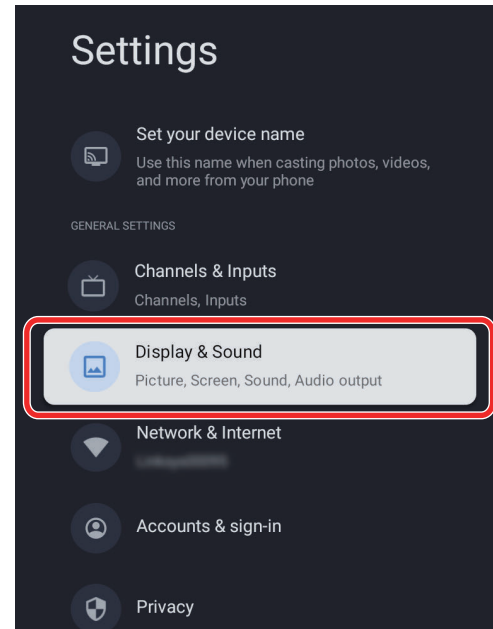 Settings
Set your device name
Use this name when casting photos, videos,
and more from your phone
GENERAL SETTINGS
Channels & Inputs
Channels, Inputs
Display & Sound
Picture, Screen, Sound, Audio output
Network & Internet
Accounts & sign-in
Privacy